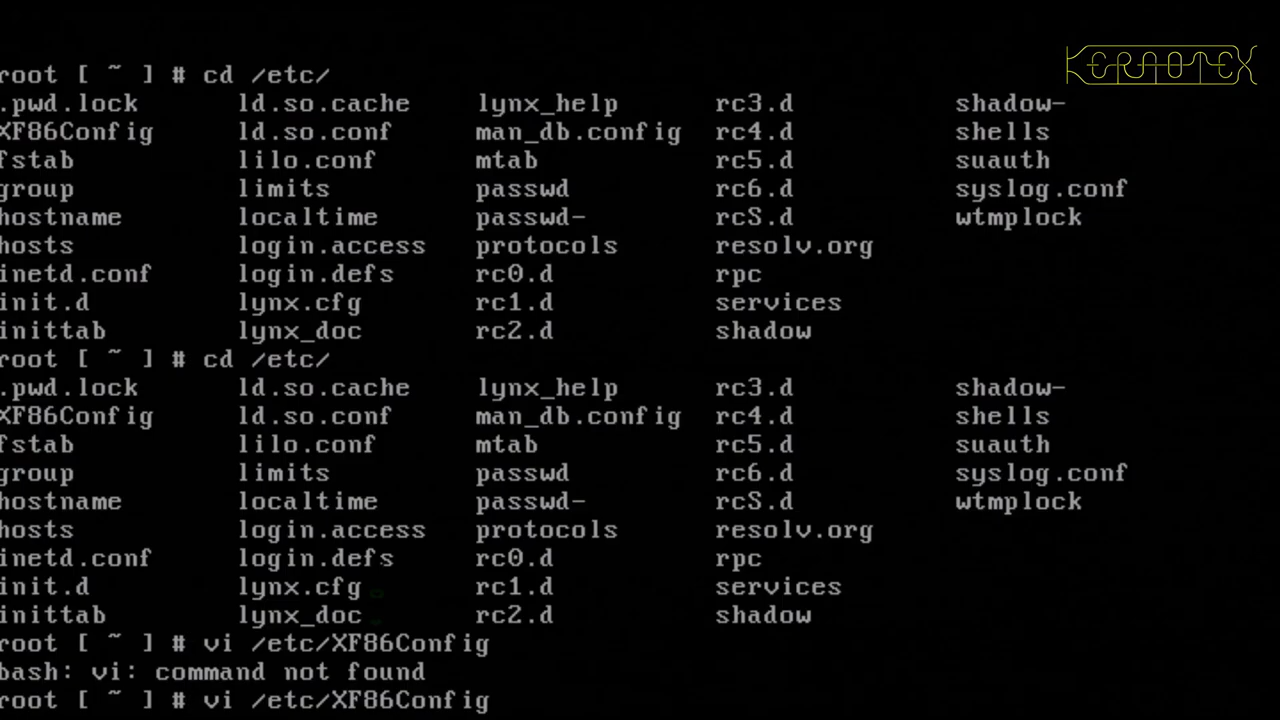 KERNOTEX
root [ ~ ] # cd /etc/
.pwd.lock ld.so.cache lynx_help rc3.d shadow-
XF86Config ld.so.conf man_db.config rc4.d shells
fstab lilo.conf mtab rc5.d suauth
group limits passwd rc6.d syslog.conf
hostname localtime passwd- rcS.d wtmplock
hosts login.access protocols resolv.org
inetd.conf login.defs rc0.d rpc
init.d lynx.cfg rc1.d services
inittab lynx_doc rc2.d shadow
root [ ~ ] # cd /etc/
.pwd.lock ld.so.cache lynx_help rc3.d shadow-
XF86Config ld.so.conf man_db.config rc4.d shells
fstab lilo.conf mtab rc5.d suauth
group limits passwd rc6.d syslog.conf
hostname localtime passwd- rcS.d wtmplock
hosts login.access protocols resolv.org
inetd.conf login.defs rc0.d rpc
init.d lynx.cfg rc1.d services
inittab lynx_doc rc2.d shadow
root [ ~ ] # vi /etc/XF86Config
bash: vi: command not found
root [ ~ ] # vi /etc/XF86Config